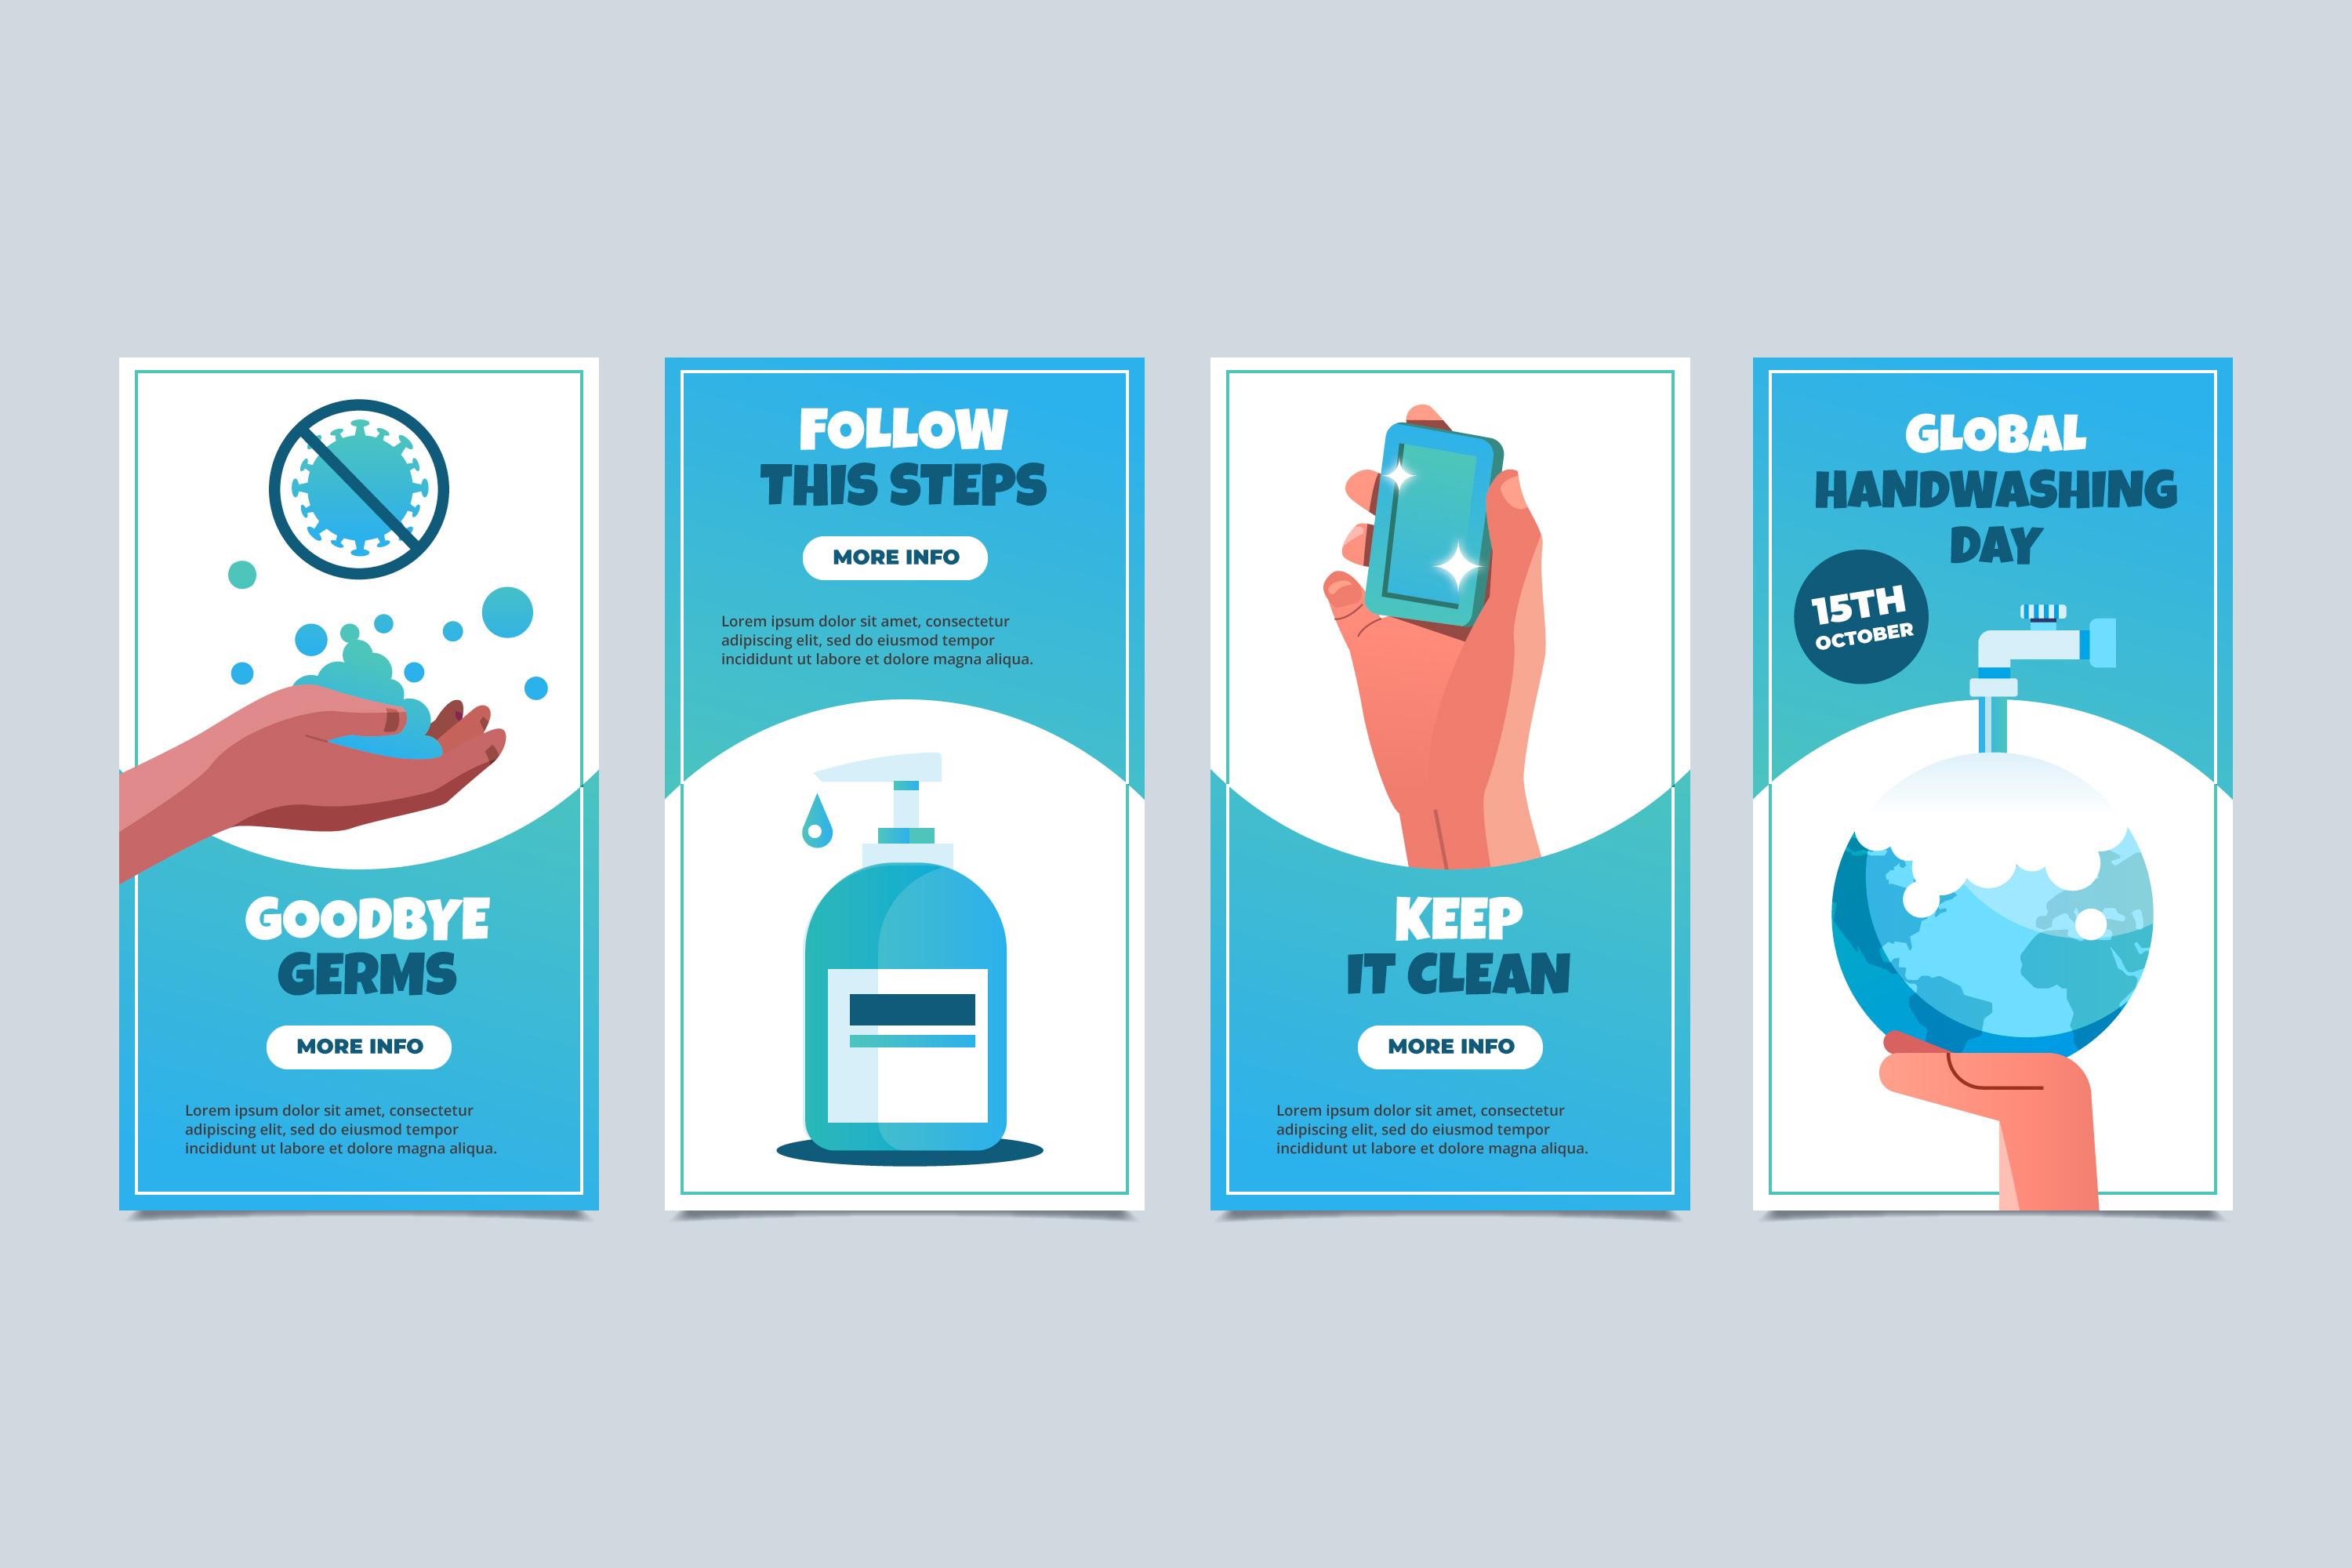 GOODBYE
GERMS
MORE INFO
Lorem ipsum dolor sit amet, consectetur
adipiscing elit, sed do eiusmod tempor
incididunt ut labore et dolore magna aliqua.
FOLLOW
THIS STEPS
MORE INFO
Lorem ipsum dolor sit amet, consectetur
adipiscing elit, sed do eiusmod tempor
incididunt ut labore et dolore magna aliqua.
KEEP
IT CLEAN
MORE INFO
Lorem ipsum dolor sit amet, consectetur
adipiscing elit, sed do eiusmod tempor
incididunt ut labore et dolore magna aliqua.
GLOBAL
HANDWASHING
DAY
15TH
OCTOBER